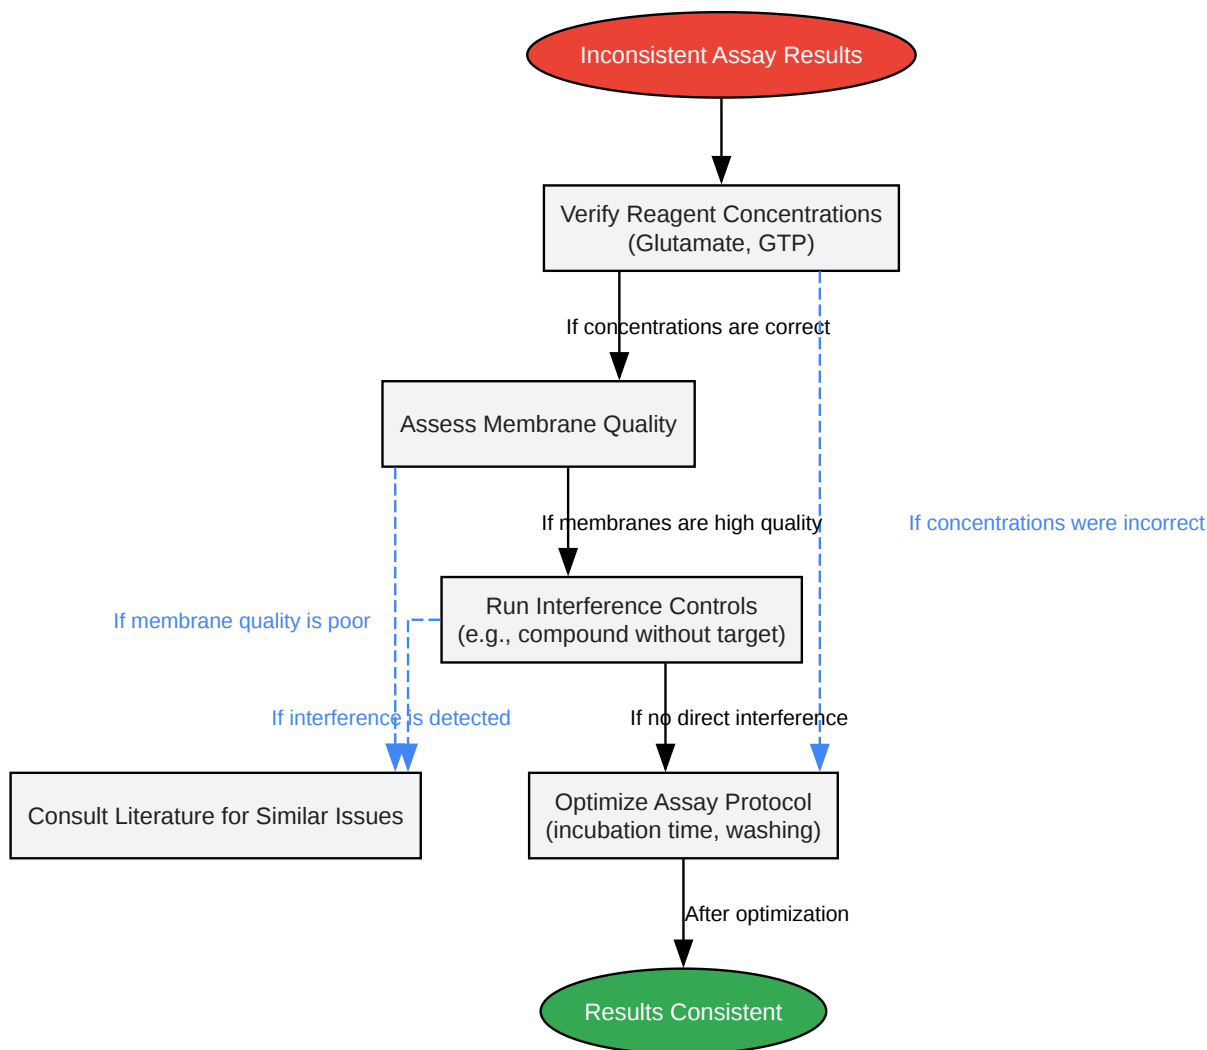 Inconsistent Assay Results
Verify Reagent Concentrations
(Glutamate, GTP)
If concentrations are correct
Assess Membrane Quality
If membranes are high quality
If concentrations were incorrect
Run Interference Controls
(e.g., compound without target)
If membrane quality is poor
If interference is detected
If no direct interference
Consult Literature for Similar Issues
Optimize Assay Protocol
(incubation time, washing)
After optimization
Results Consistent